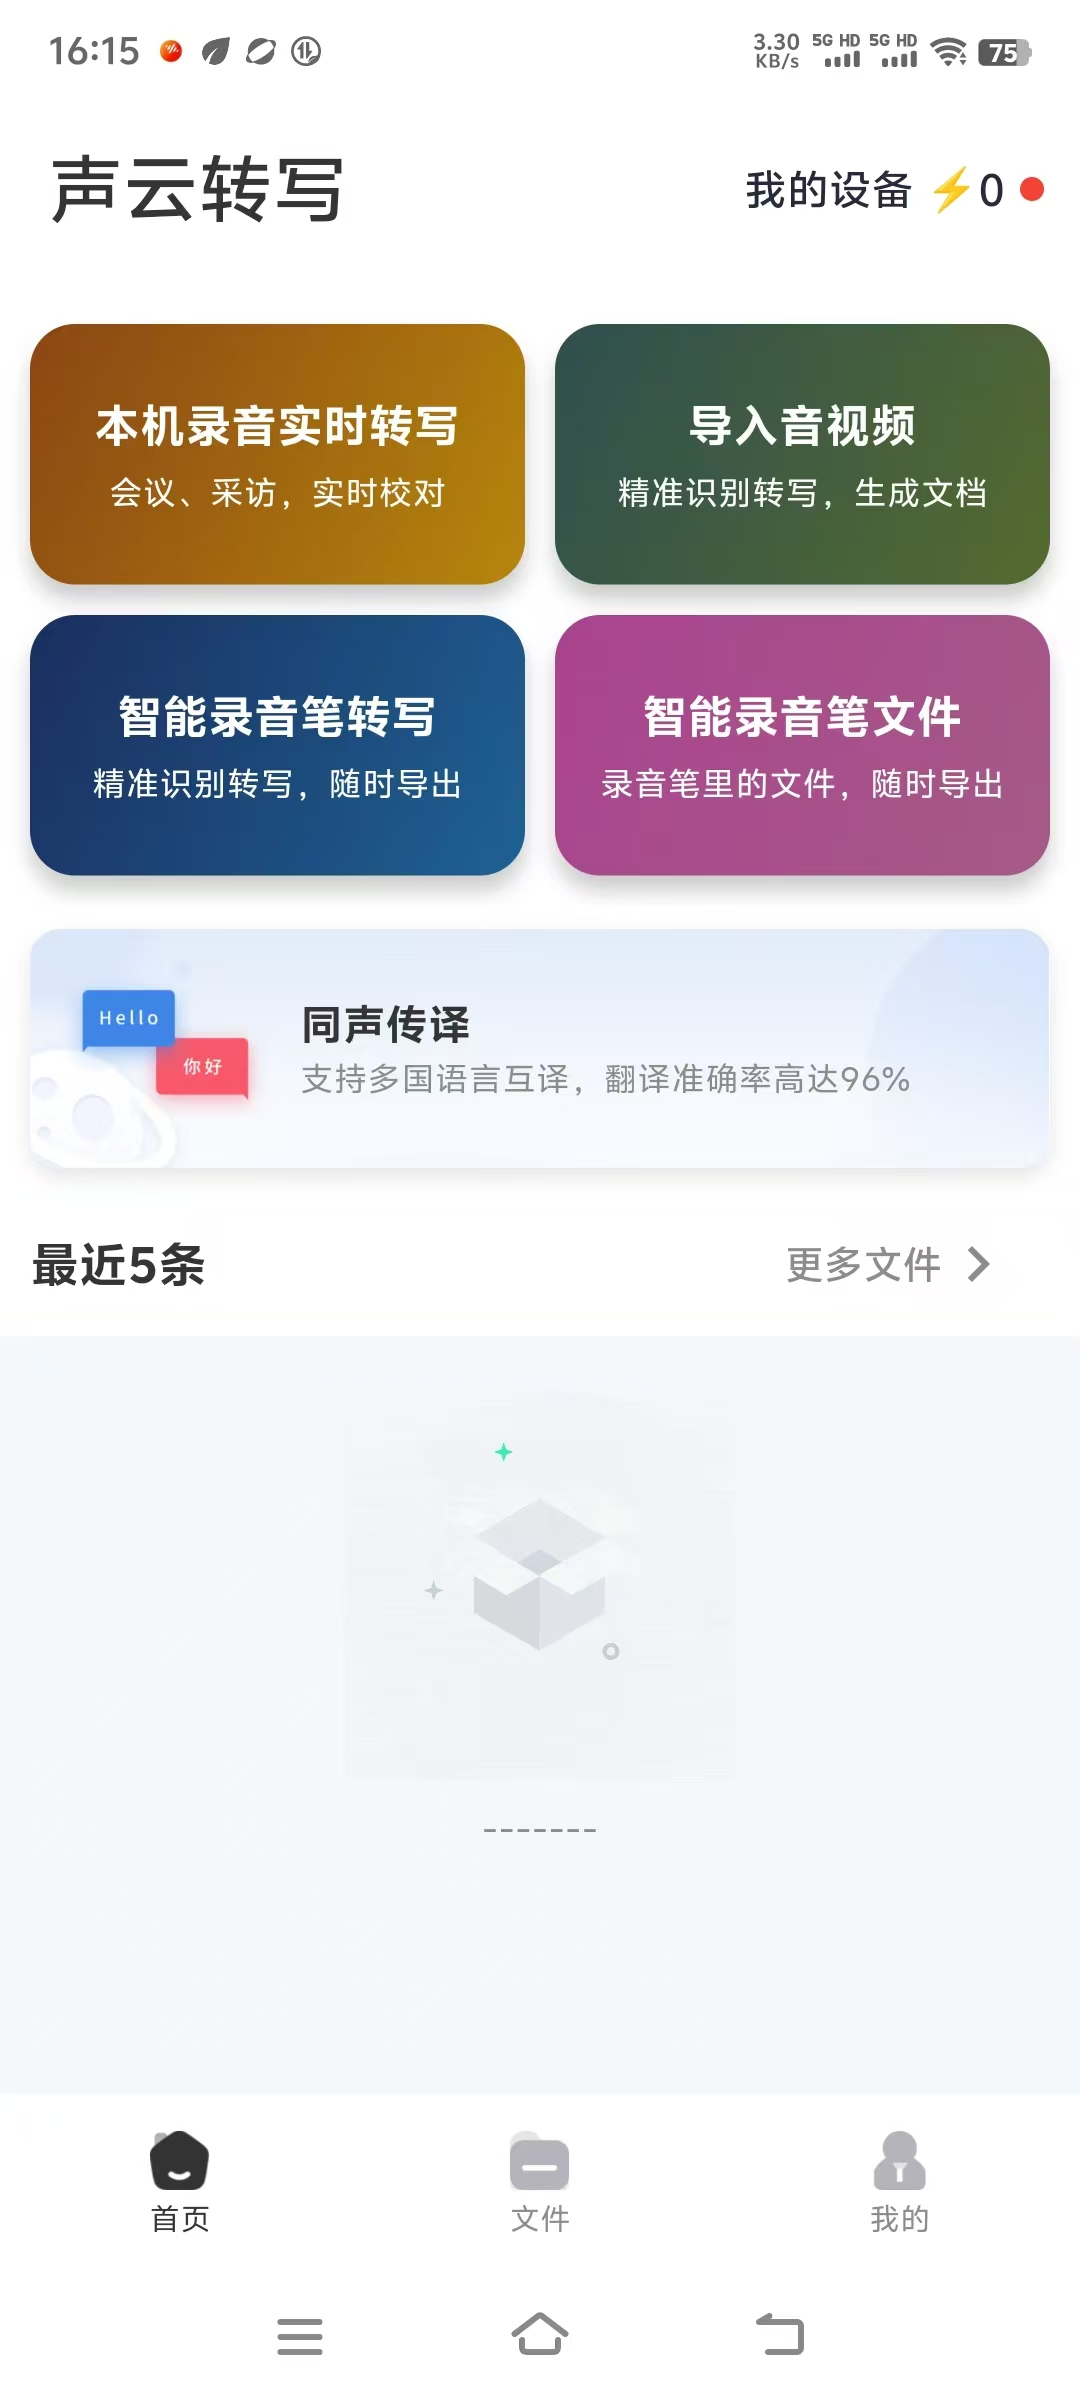 16:15
3.30 KB/s 5G HD 5G HD 75
声云转写
我的设备 ⚡0
本机录音实时转写
会议、采访，实时校对
导入音视频
精准识别转写，生成文档
智能录音笔转写
精准识别转写，随时导出
智能录音笔文件
录音笔里的文件，随时导出
Hello
你好
同声传译
支持多国语言互译，翻译准确率高达96%
最近5条
更多文件
-------
首页
文件
我的